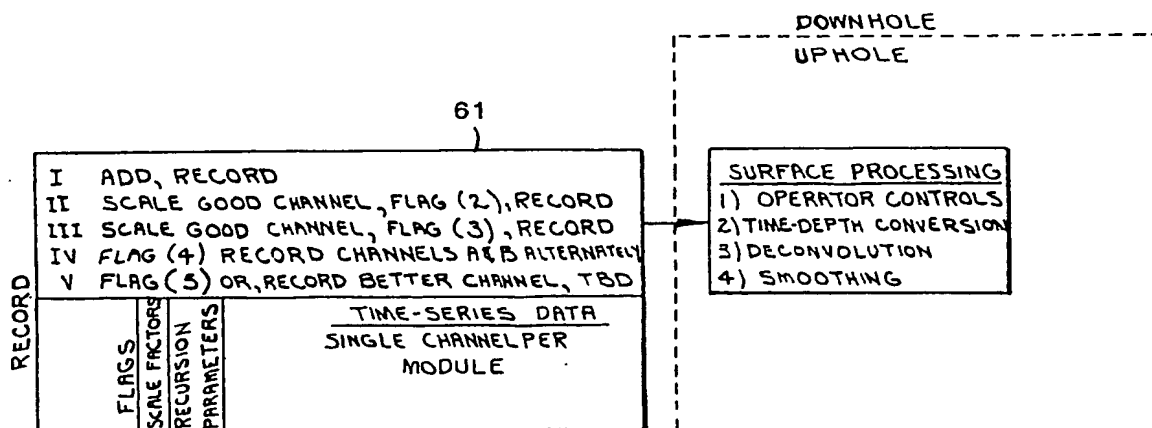 DOWNHOLE
UPHOLE
61
I ADD, RECORD
II SCALE GOOD CHANNEL, FLAG (2), RECORD
III SCALE GOOD CHANNEL, FLAG (3), RECORD
IV FLAG (4) RECORD CHANNELS A&B ALTERNATELY
V FLAG (5) OR, RECORD BETTER CHANNEL, TBD
RECORD
FLAGS
SCALE FACTORS
RECURSION
PARAMETERS
TIME-SERIES DATA
SINGLE CHANNEL PER
MODULE
SURFACE PROCESSING
1) OPERATOR CONTROLS
2) TIME-DEPTH CONVERSION
3) DECONVOLUTION
4) SMOOTHING